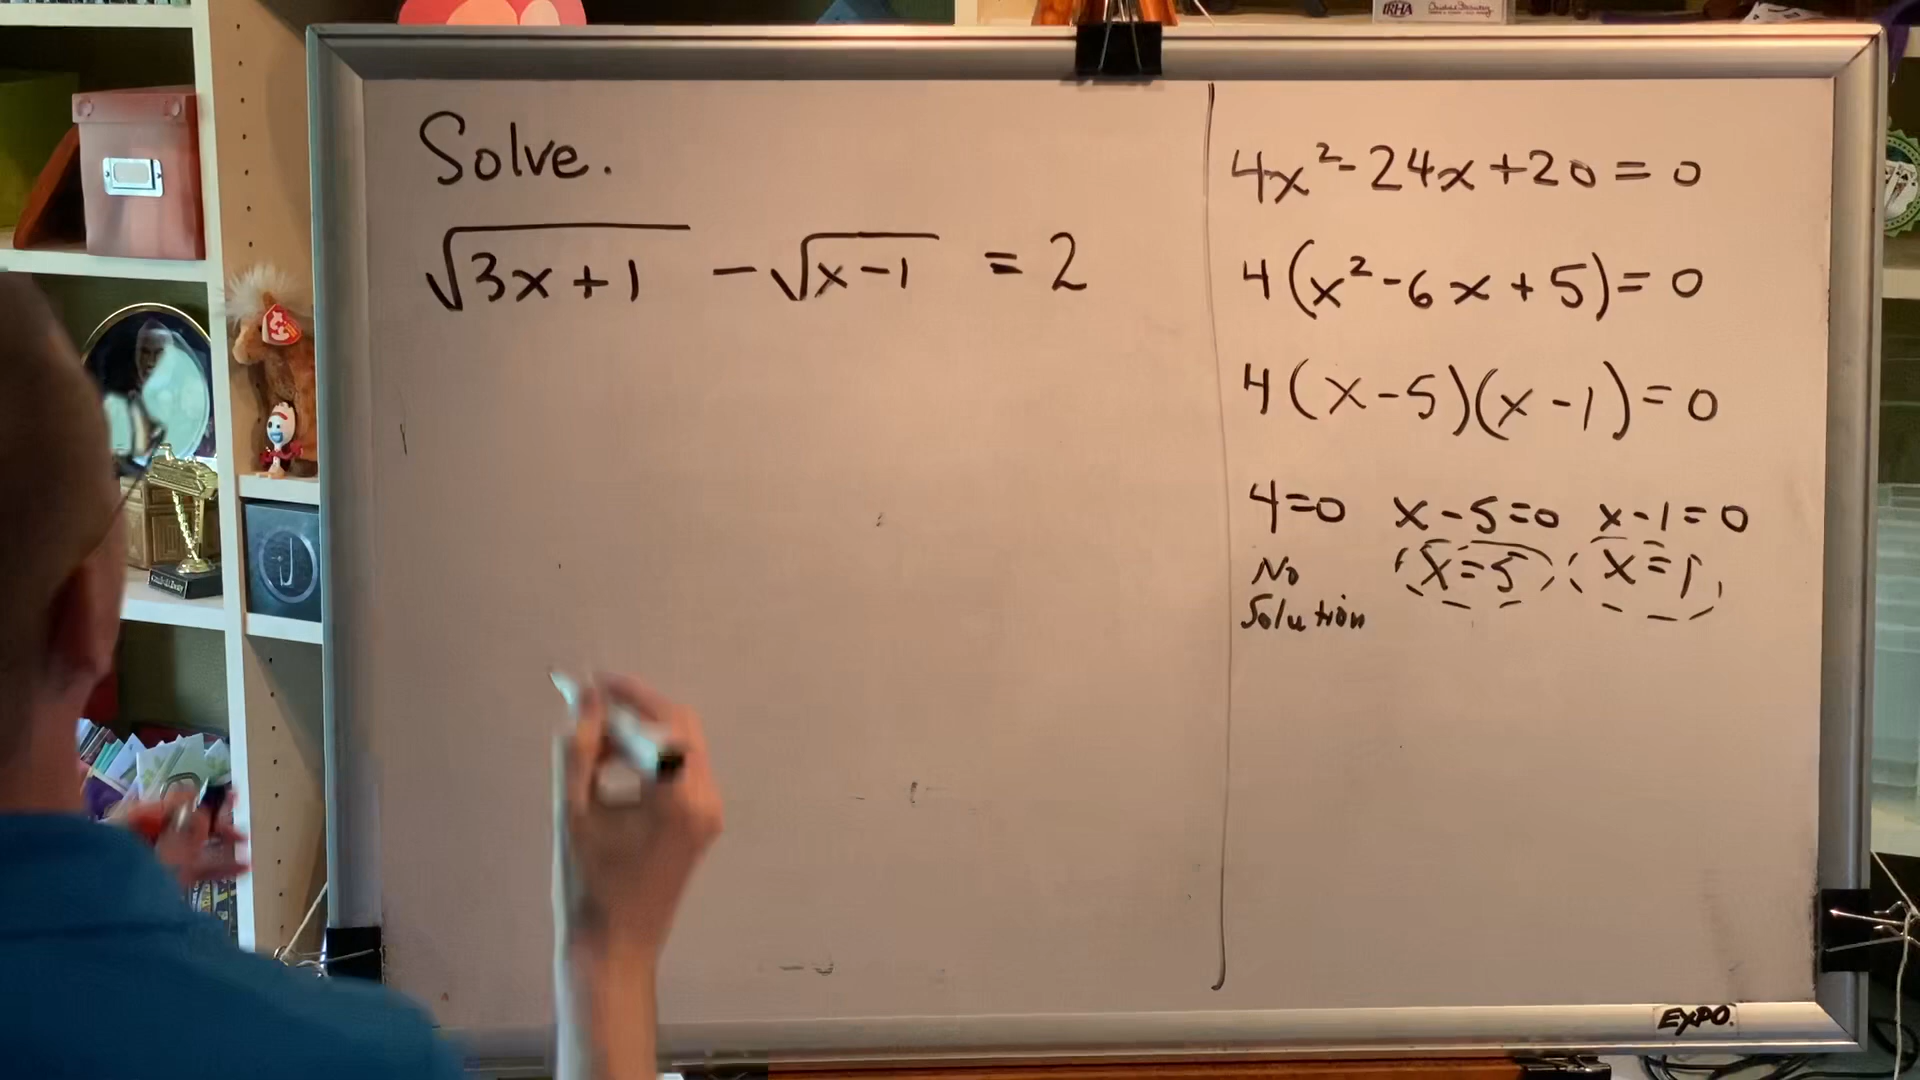 Solve.
√(3x+1) - √(x-1) = 2
4x² - 24x + 20 = 0
4(x² - 6x + 5) = 0
4(x - 5)(x - 1) = 0
4=0 x-5=0 x-1=0
No Solution
x=5 x=1
EXPO.
IRHA